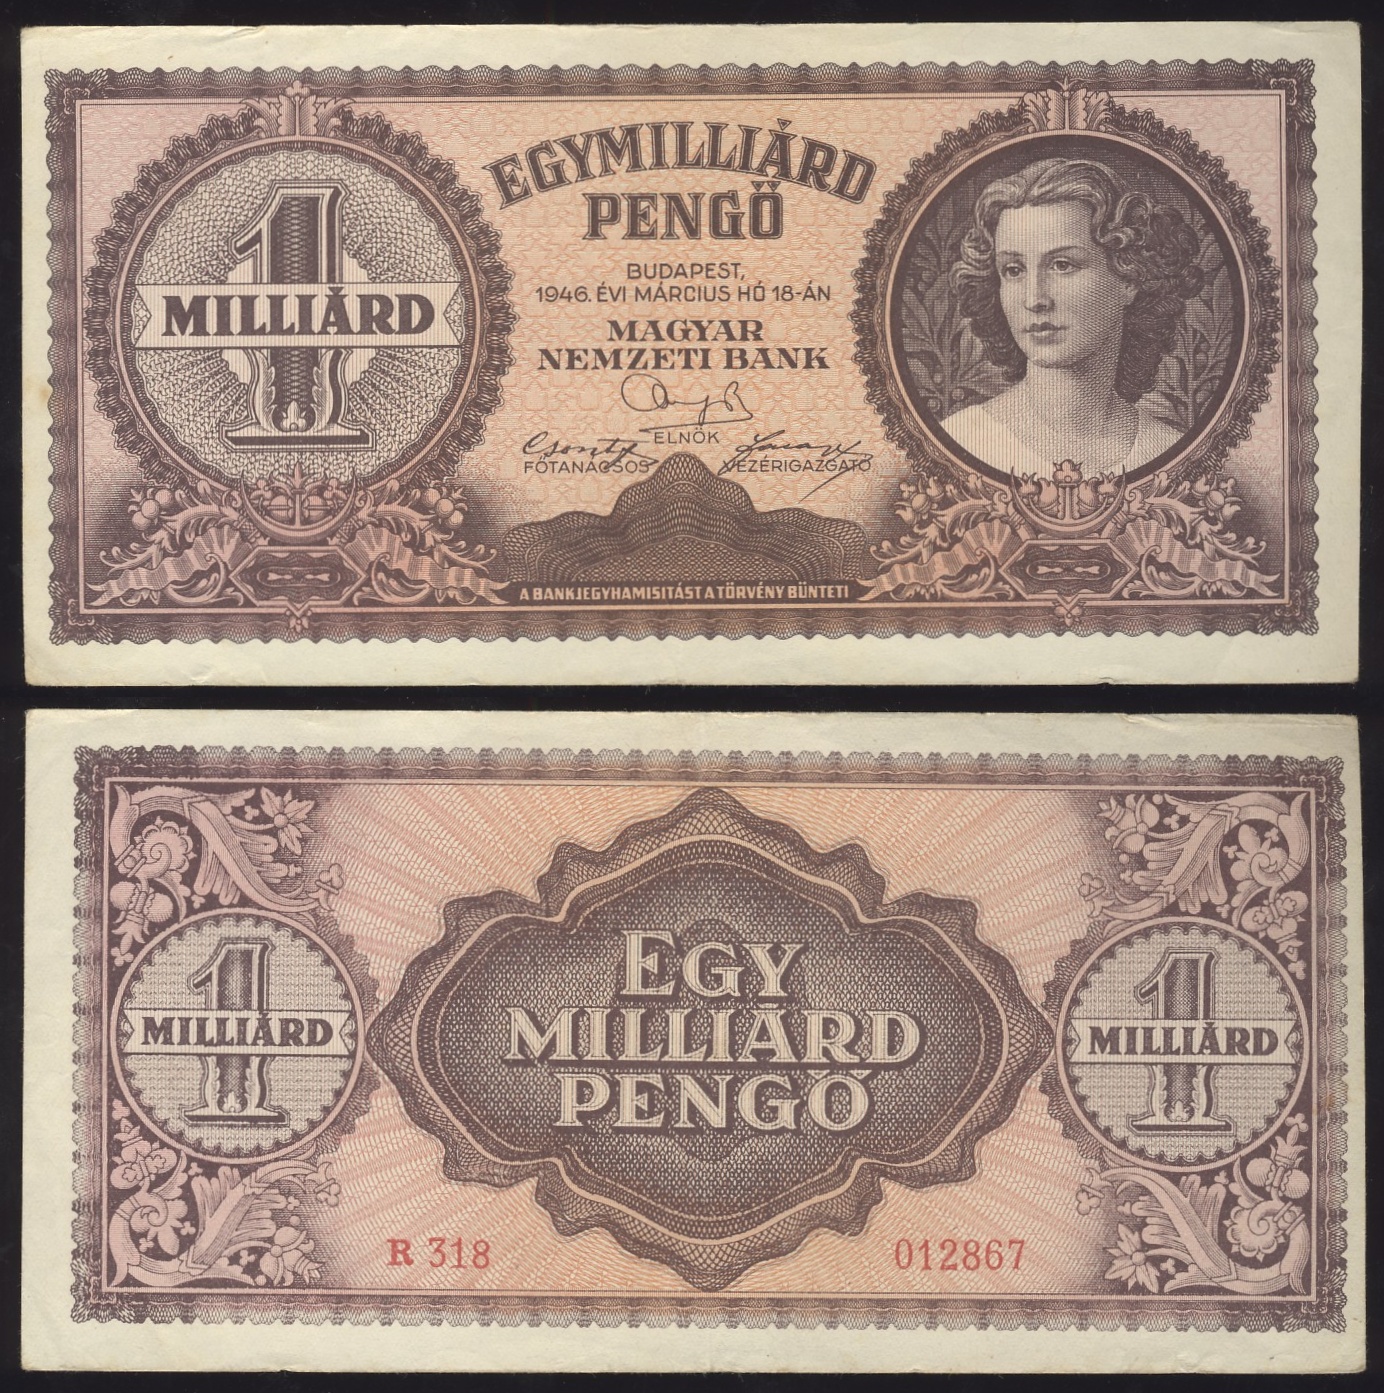 1
MILLIÁRD
EGYMILLIÁRD
PENGŐ
BUDAPEST,
1946. ÉVI MÁRCIUS HÓ 18-ÁN
MAGYAR
NEMZETI BANK
ELNÖK
FŐTANÁCSOS VEZÉRIGAZGATÓ
A BANKJEGYHAMISITÁST A TÖRVÉNY BÜNTETI
1
MILLIÁRD
EGY
MILLIÁRD
PENGŐ
1
MILLIÁRD
R 318 012867